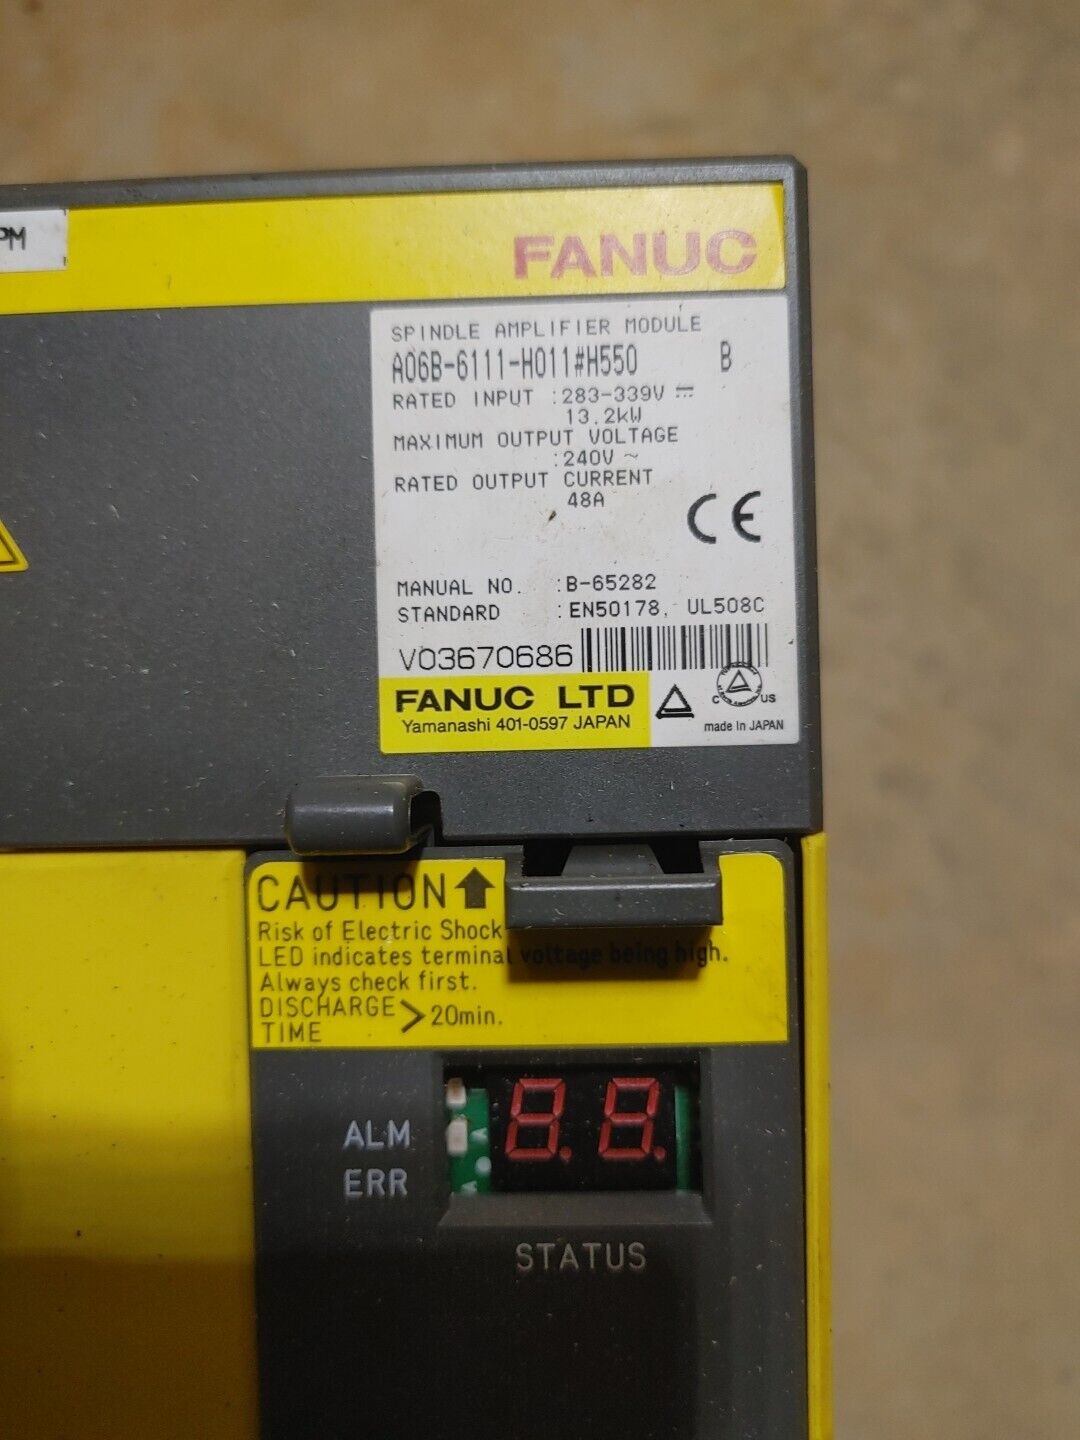 PM
FANUC
SPINDLE AMPLIFIER MODULE
A06B-6111-H011#H550 B
RATED INPUT :283-339V ⎓
13.2kW
MAXIMUM OUTPUT VOLTAGE
:240V ~
RATED OUTPUT CURRENT
48A
CE
MANUAL NO. :B-65282
STANDARD :EN50178, UL508C
V03670686
FANUC LTD
Yamanashi 401-0597 JAPAN
C US
made in JAPAN
CAUTION
Risk of Electric Shock
LED indicates terminal voltage being high.
Always check first.
DISCHARGE TIME > 20min.
ALM
ERR
A
A
8.8.
STATUS